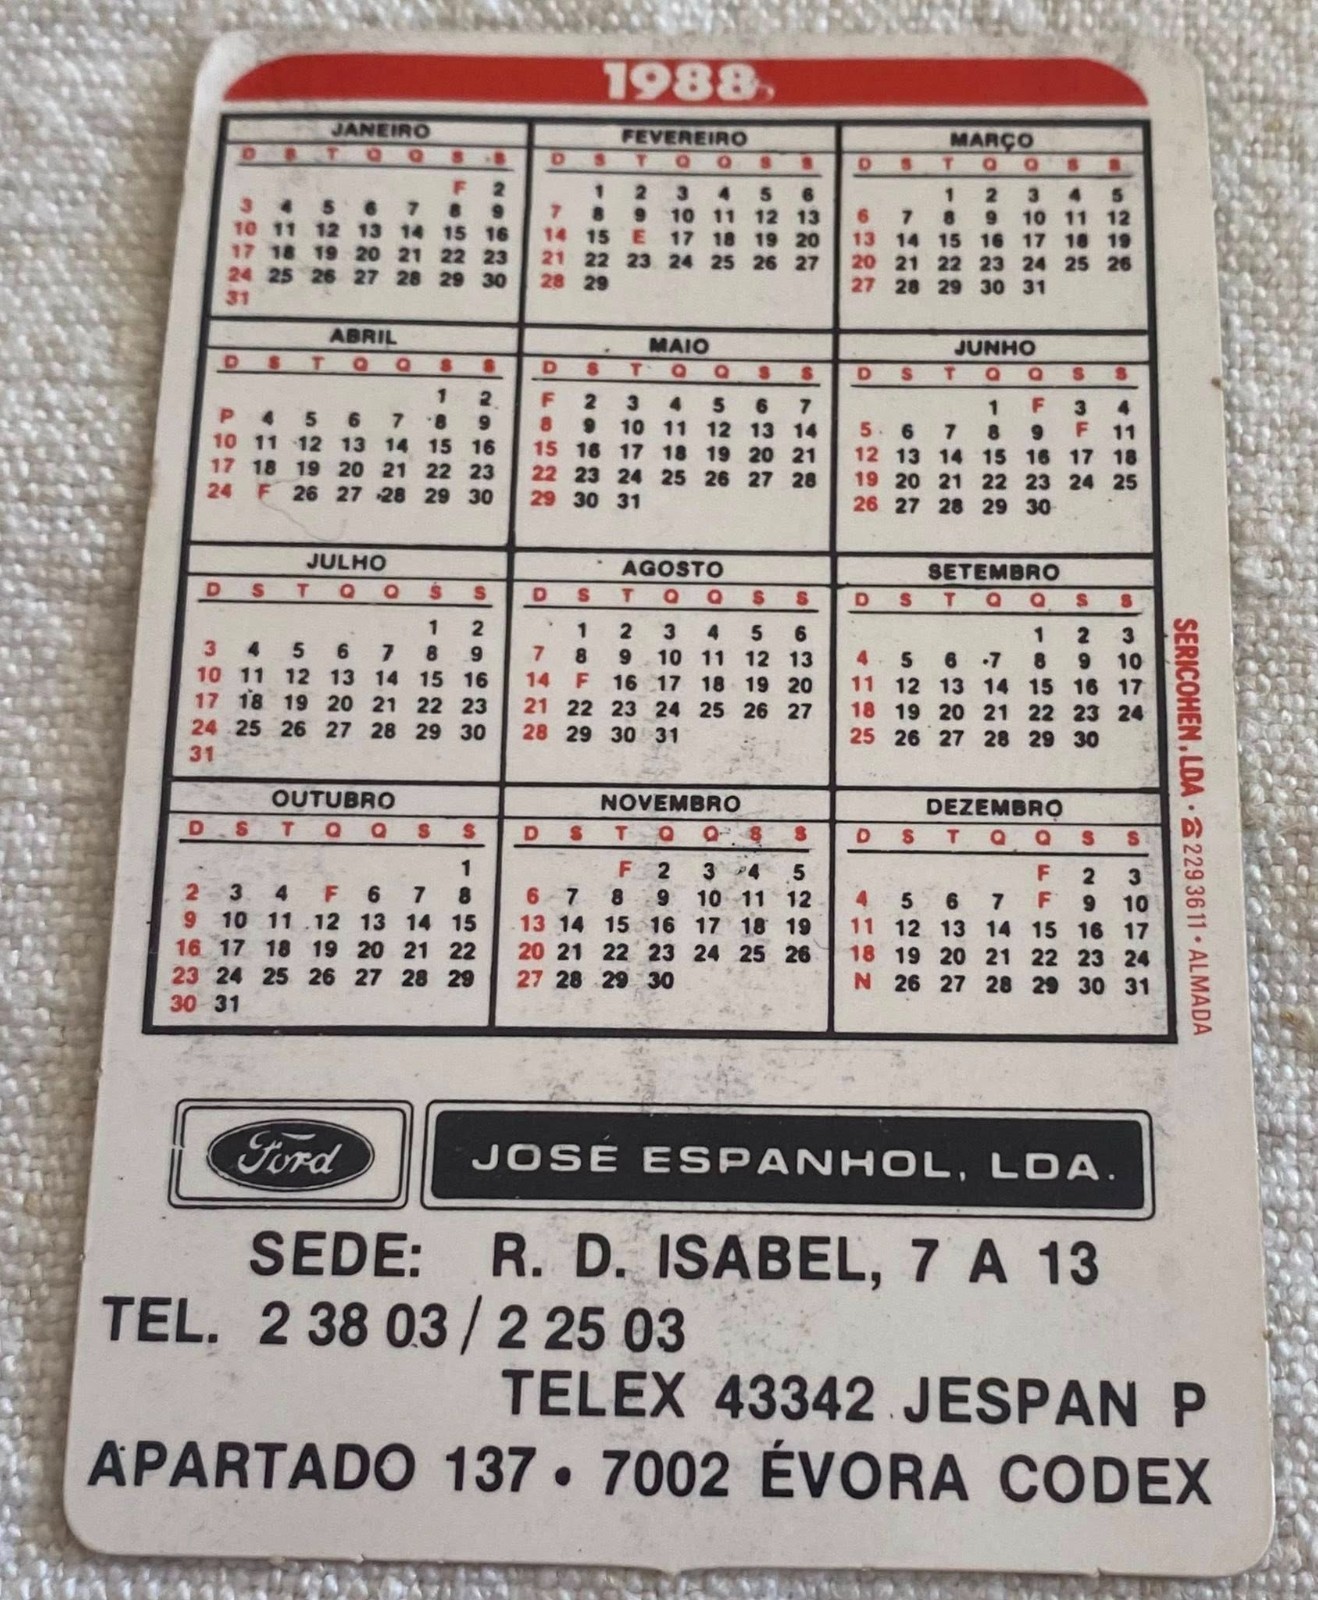 1988
JANEIRO
D S T Q Q S S
F 2
3 4 5 6 7 8 9
10 11 12 13 14 15 16
17 18 19 20 21 22 23
24 25 26 27 28 29 30
31
FEVEREIRO
D S T Q Q S S
1 2 3 4 5 6
7 8 9 10 11 12 13
14 15 E 17 18 19 20
21 22 23 24 25 26 27
28 29
MARÇO
D S T Q Q S S
1 2 3 4 5
6 7 8 9 10 11 12
13 14 15 16 17 18 19
20 21 22 23 24 25 26
27 28 29 30 31
ABRIL
D S T Q Q S S
1 2
P 4 5 6 7 8 9
10 11 12 13 14 15 16
17 18 19 20 21 22 23
24 F 26 27 28 29 30
MAIO
D S T Q Q S S
F 2 3 4 5 6 7
8 9 10 11 12 13 14
15 16 17 18 19 20 21
22 23 24 25 26 27 28
29 30 31
JUNHO
D S T Q Q S S
1 F 3 4
5 6 7 8 9 F 11
12 13 14 15 16 17 18
19 20 21 22 23 24 25
26 27 28 29 30
JULHO
D S T Q Q S S
1 2
3 4 5 6 7 8 9
10 11 12 13 14 15 16
17 18 19 20 21 22 23
24 25 26 27 28 29 30
31
AGOSTO
D S T Q Q S S
1 2 3 4 5 6
7 8 9 10 11 12 13
14 F 16 17 18 19 20
21 22 23 24 25 26 27
28 29 30 31
SETEMBRO
D S T Q Q S S
1 2 3
4 5 6 7 8 9 10
11 12 13 14 15 16 17
18 19 20 21 22 23 24
25 26 27 28 29 30
OUTUBRO
D S T Q Q S S
1
2 3 4 F 6 7 8
9 10 11 12 13 14 15
16 17 18 19 20 21 22
23 24 25 26 27 28 29
30 31
NOVEMBRO
D S T Q Q S S
F 2 3 4 5
6 7 8 9 10 11 12
13 14 15 16 17 18 19
20 21 22 23 24 25 26
27 28 29 30
DEZEMBRO
D S T Q Q S S
F 2 3
4 5 6 7 F 9 10
11 12 13 14 15 16 17
18 19 20 21 22 23 24
N 26 27 28 29 30 31
SERICOHEN, LDA • ☎ 229 36 11 • ALMADA
Ford
JOSÉ ESPANHOL, LDA.
SEDE: R. D. ISABEL, 7 A 13
TEL. 2 38 03 / 2 25 03
TELEX 43342 JESPAN P
APARTADO 137 • 7002 ÉVORA CODEX